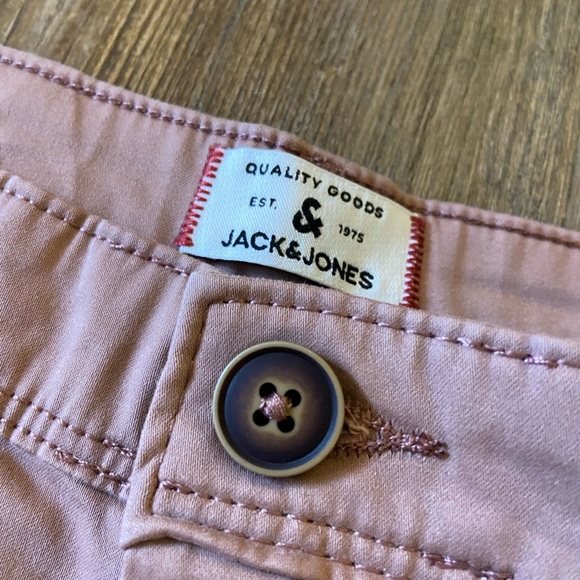 QUALITY GOODS
EST. & 1975
JACK&JONES